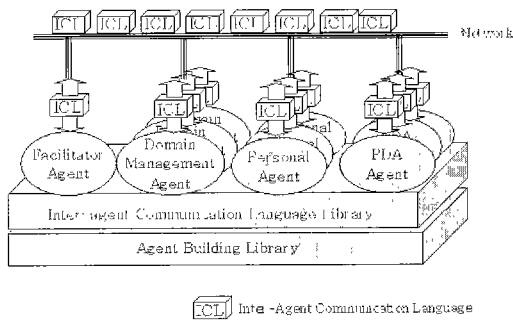 ICL ICL ICL ICL ICL ICL ICL ICL
Network
ICL ICL ICL ICL
Facilitator Agent
Domain Management Agent
Personal Agent
PDA Agent
Inter-agent Communication Language Library
Agent Building Library
ICL Inter-Agent Communication Language